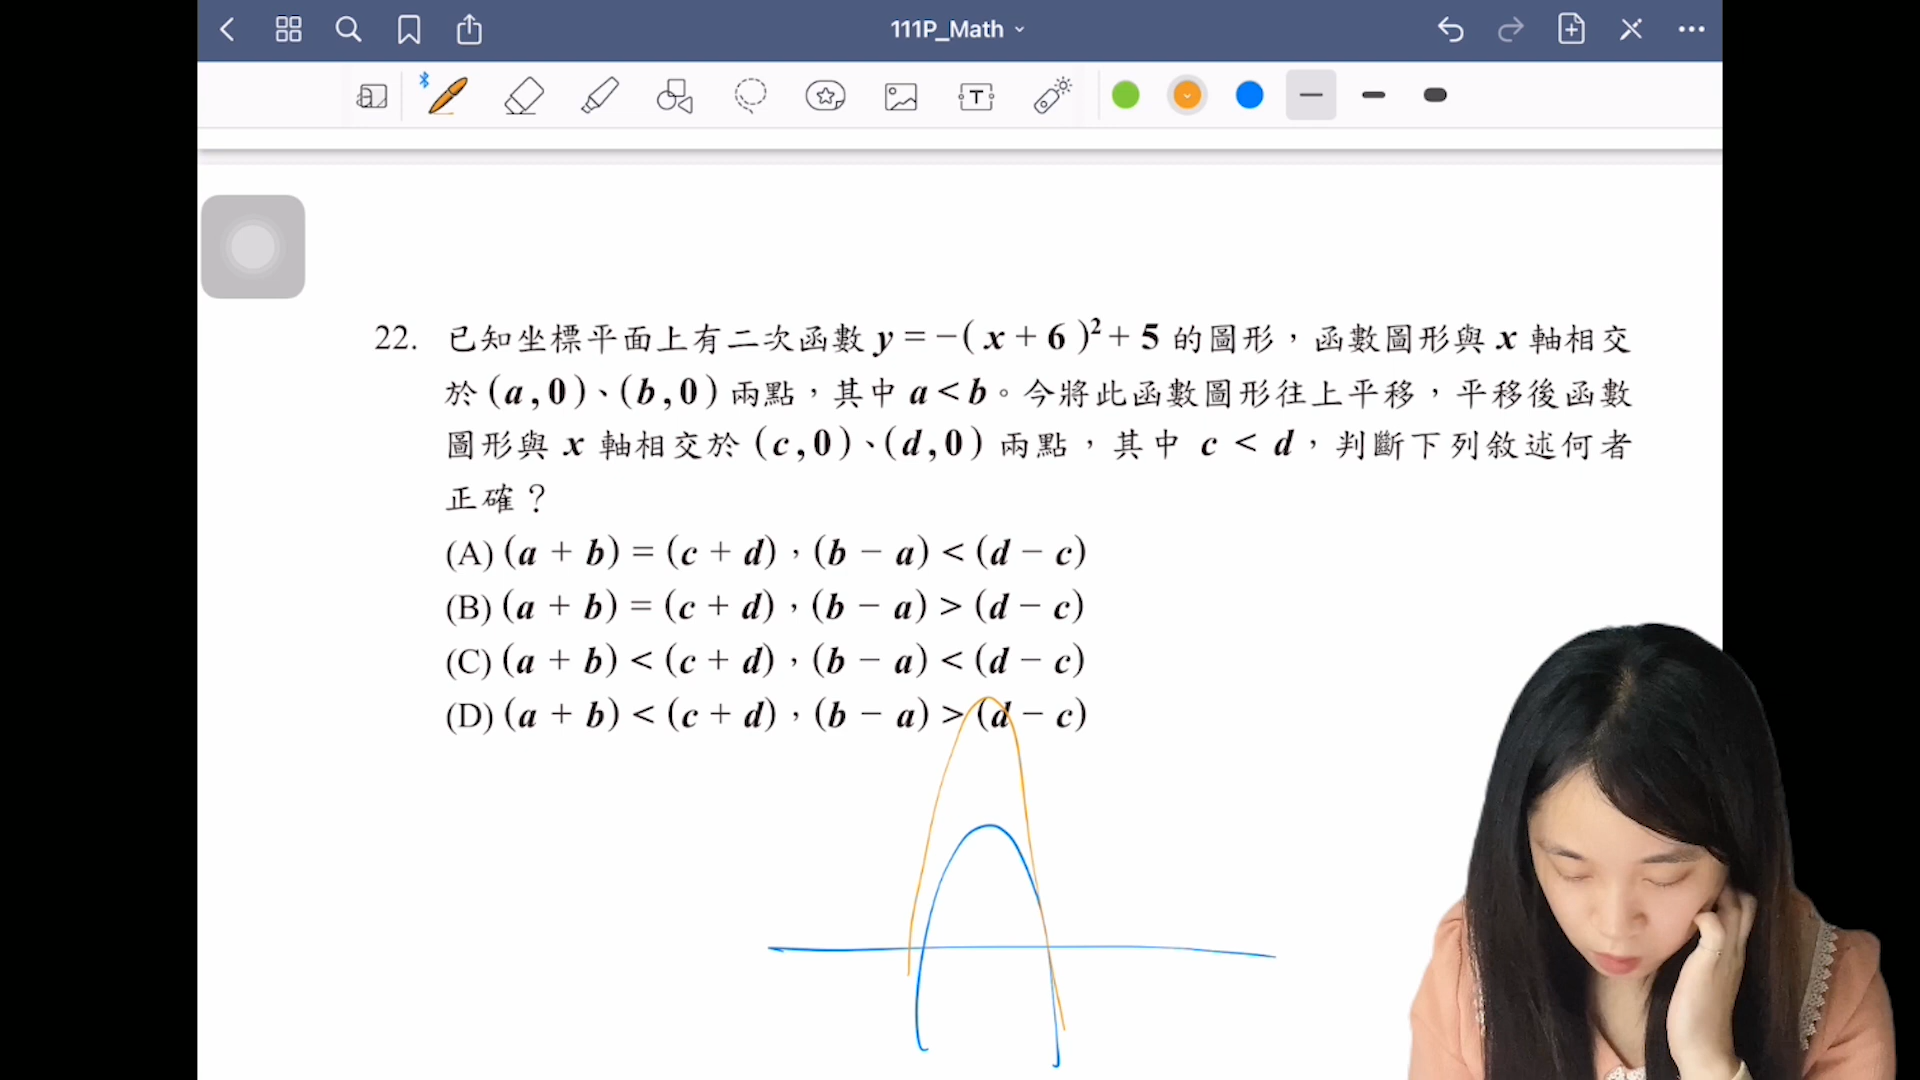 111P_Math
22. 已知坐標平面上有二次函數 y = -( x + 6 )² + 5 的圖形，函數圖形與 x 軸相交
於 (a , 0)、(b , 0) 兩點，其中 a < b。今將此函數圖形往上平移，平移後函數
圖形與 x 軸相交於 (c , 0)、(d , 0) 兩點，其中 c < d，判斷下列敘述何者
正確？
(A) (a + b) = (c + d)，(b - a) < (d - c)
(B) (a + b) = (c + d)，(b - a) > (d - c)
(C) (a + b) < (c + d)，(b - a) < (d - c)
(D) (a + b) < (c + d)，(b - a) > (d - c)